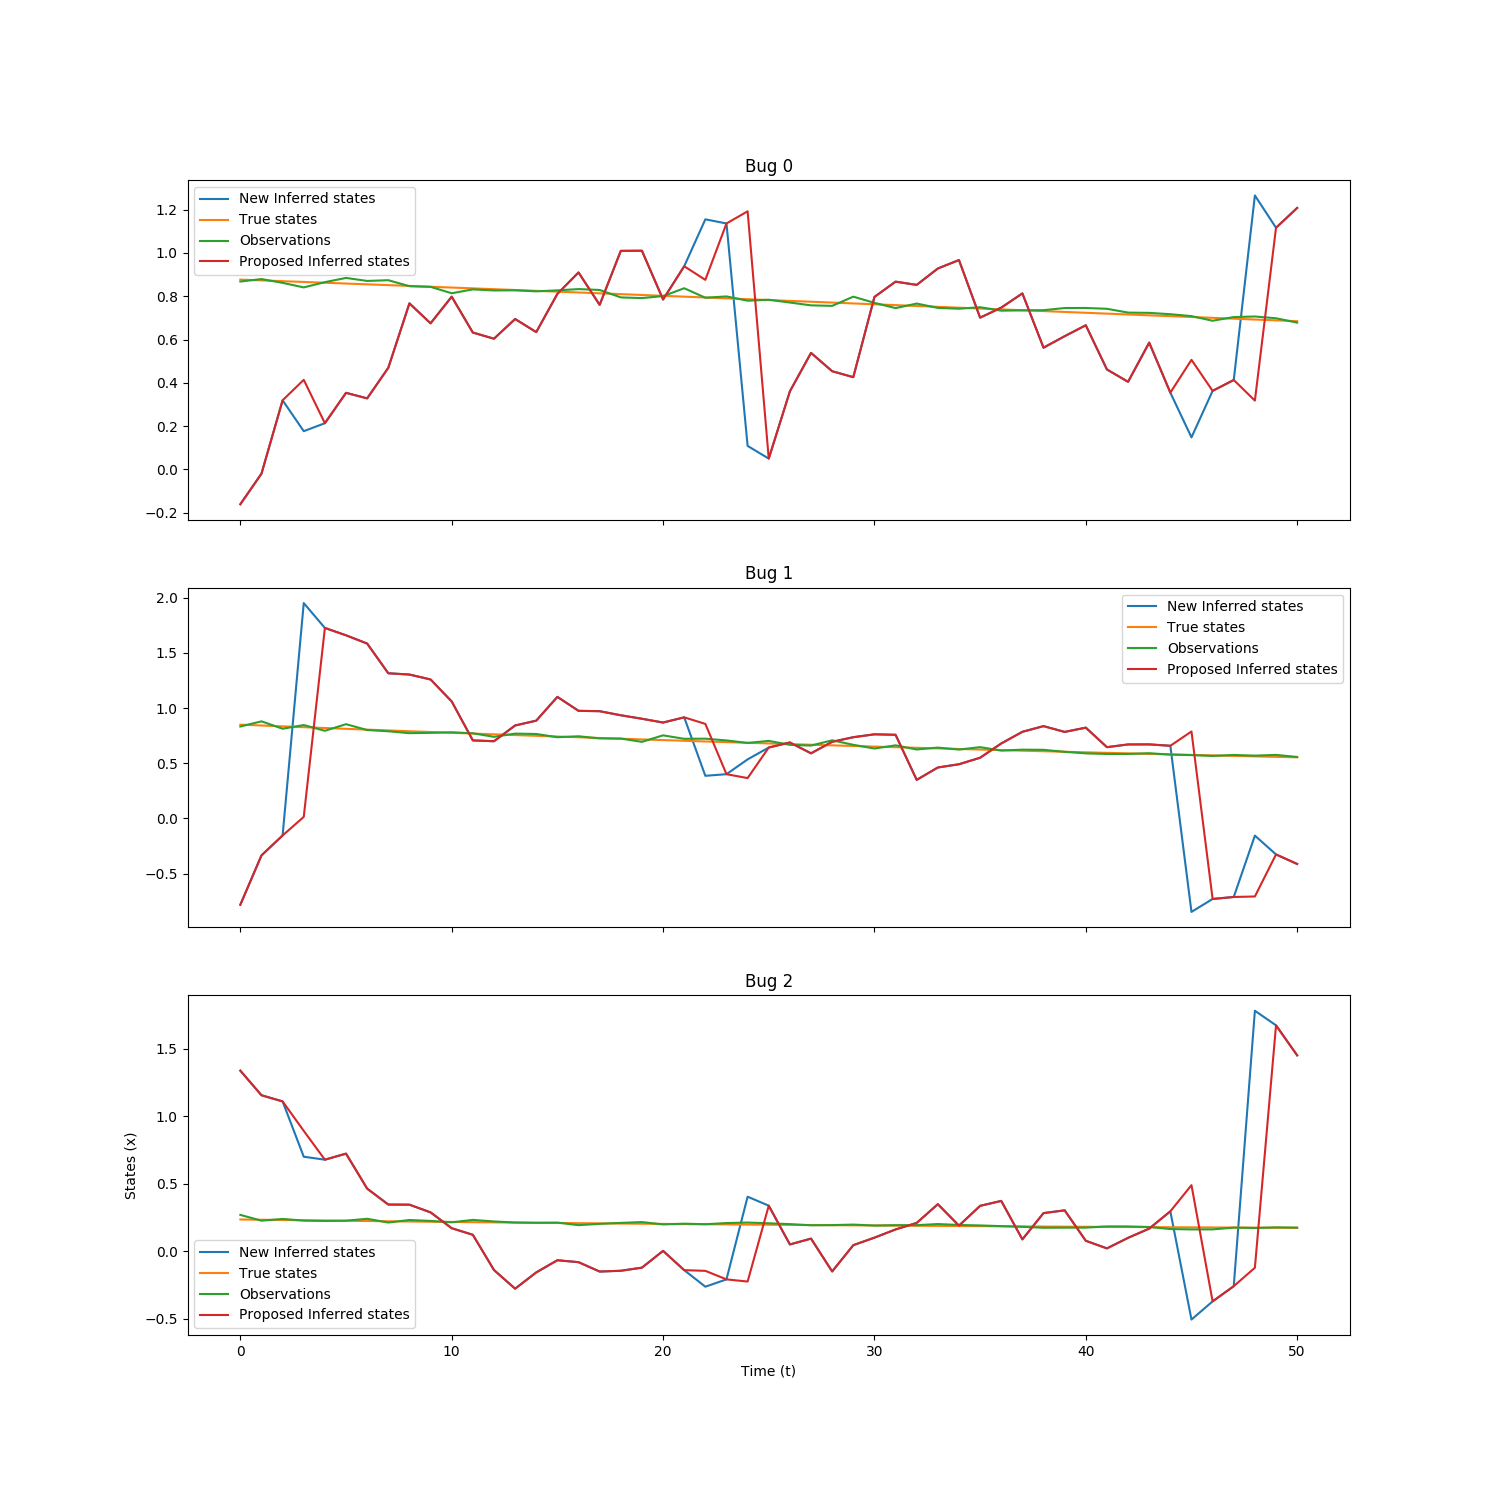 Bug 0
New Inferred states
True states
Observations
Proposed Inferred states
1.2
1.0
0.8
0.6
0.4
0.2
0.0
−0.2
Bug 1
New Inferred states
True states
Observations
Proposed Inferred states
2.0
1.5
1.0
0.5
0.0
−0.5
Bug 2
New Inferred states
True states
Observations
Proposed Inferred states
1.5
1.0
0.5
0.0
−0.5
States (x)
0 10 20 30 40 50
Time (t)